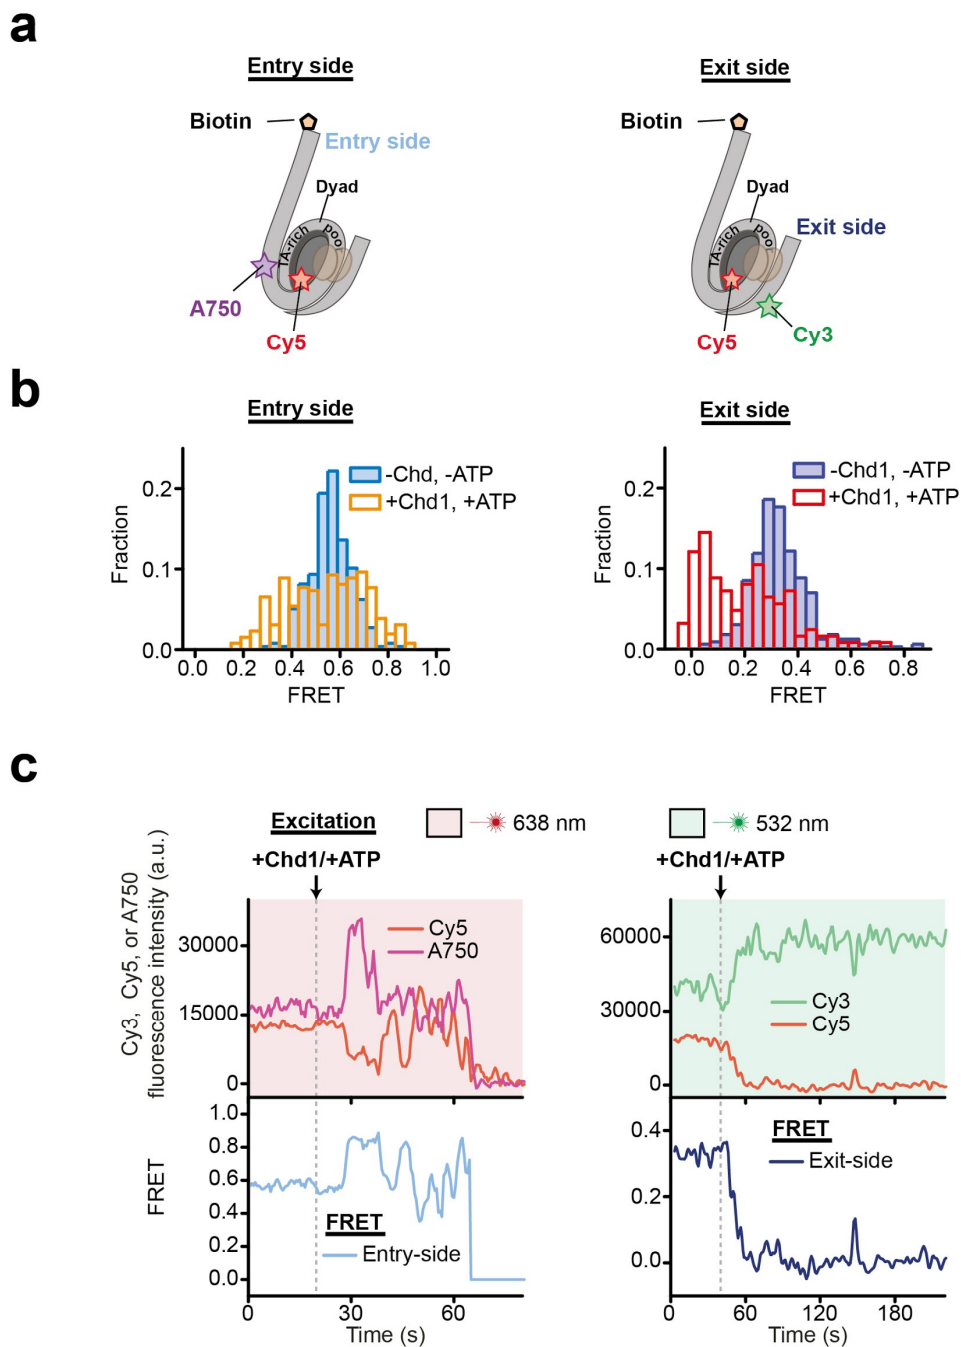 a
Entry side
Exit side
Biotin
Entry side
Dyad
TA-rich
poor
A750
Cy5
Biotin
Dyad
Exit side
TA-rich
poor
Cy5
Cy3
b
Entry side
Exit side
-Chd, -ATP
+Chd1, +ATP
Fraction
0.2
0.1
0.0
0.0 0.2 0.4 0.6 0.8 1.0
FRET
-Chd1, -ATP
+Chd1, +ATP
Fraction
0.2
0.1
0.0
0.0 0.2 0.4 0.6 0.8
FRET
c
Excitation
638 nm
532 nm
+Chd1/+ATP
+Chd1/+ATP
Cy3, Cy5, or A750
fluorescence intensity (a.u.)
30000
15000
0
Cy5
A750
60000
30000
0
Cy3
Cy5
FRET
1.0
0.8
0.6
0.4
0.2
0.0
FRET
Entry-side
0 30 60
Time (s)
0.4
0.2
0.0
FRET
Exit-side
0 60 120 180
Time (s)